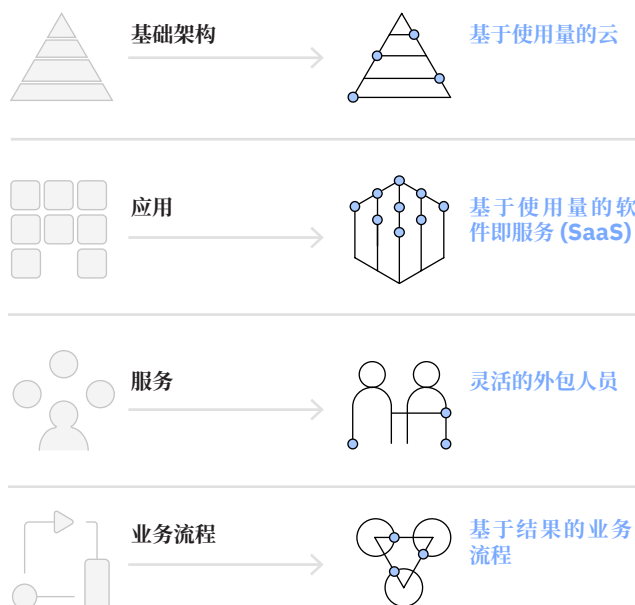 基础架构
基于使用量的云
应用
基于使用量的软
件即服务 (SaaS)
服务
灵活的外包人员
业务流程
基于结果的业务
流程